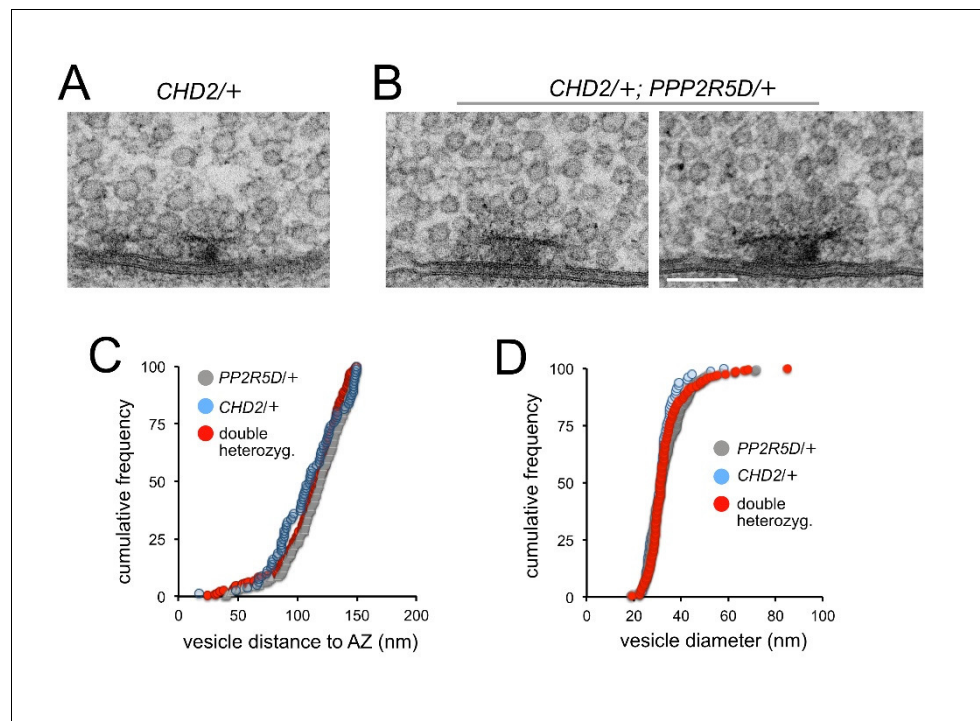 A
CHD2/+
B
CHD2/+; PPP2R5D/+
C
100
75
50
25
0
cumulative frequency
PP2R5D/+
CHD2/+
double
heterozyg.
0
50
100
150
200
vesicle distance to AZ (nm)
D
100
75
50
25
0
cumulative frequency
PP2R5D/+
CHD2/+
double
heterozyg.
0
20
40
60
80
100
vesicle diameter (nm)